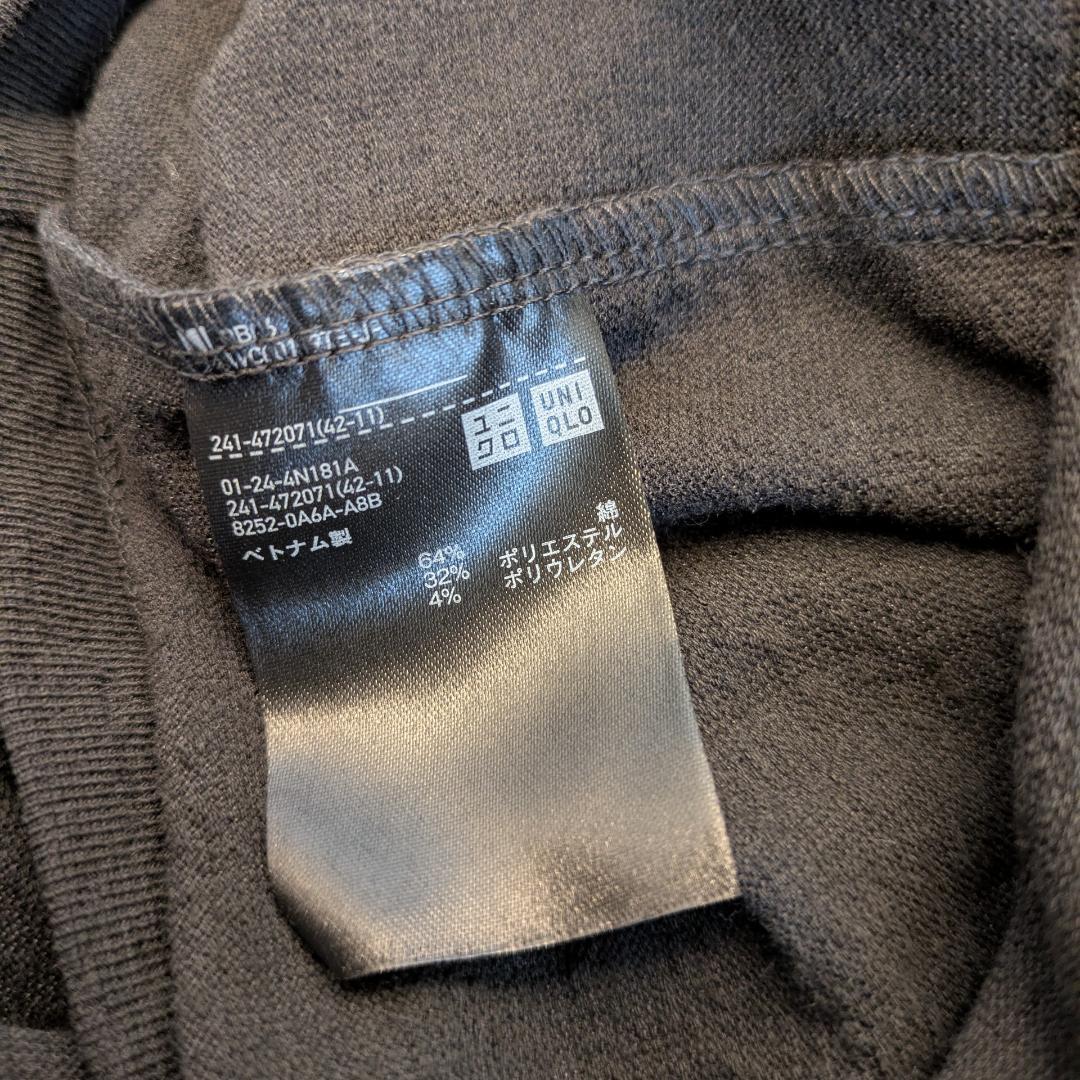 241-472071(42-11)
ユニクロ
UNIQLO
01-24-4N181A
241-472071(42-11)
8252-0A6A-A8B
ベトナム製
64% 綿
32% ポリエステル
4% ポリウレタン